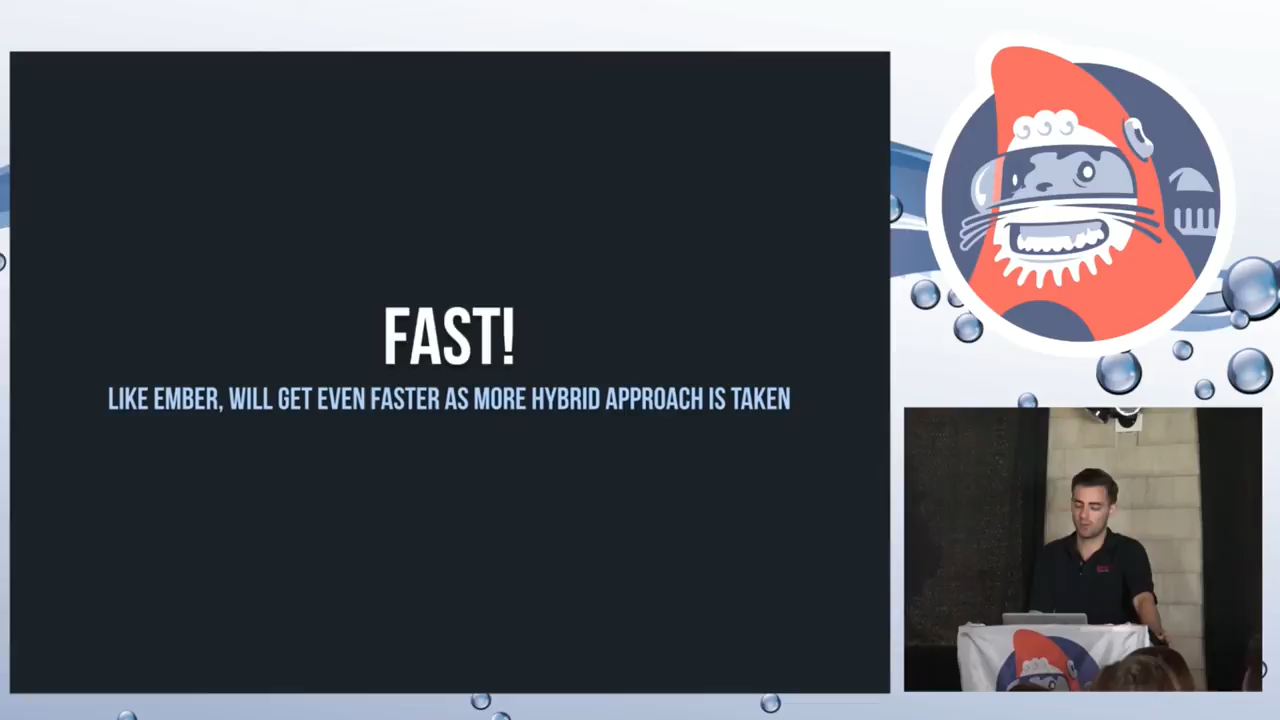 FAST!
LIKE EMBER, WILL GET EVEN FASTER AS MORE HYBRID APPROACH IS TAKEN